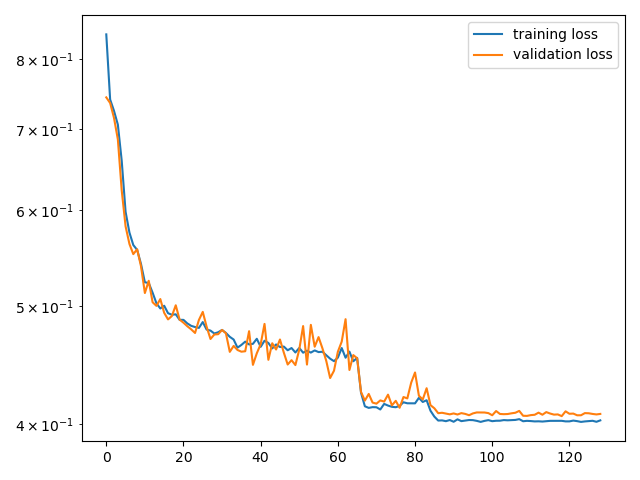 training loss
validation loss
8 × 10⁻¹
7 × 10⁻¹
6 × 10⁻¹
5 × 10⁻¹
4 × 10⁻¹
0 20 40 60 80 100 120